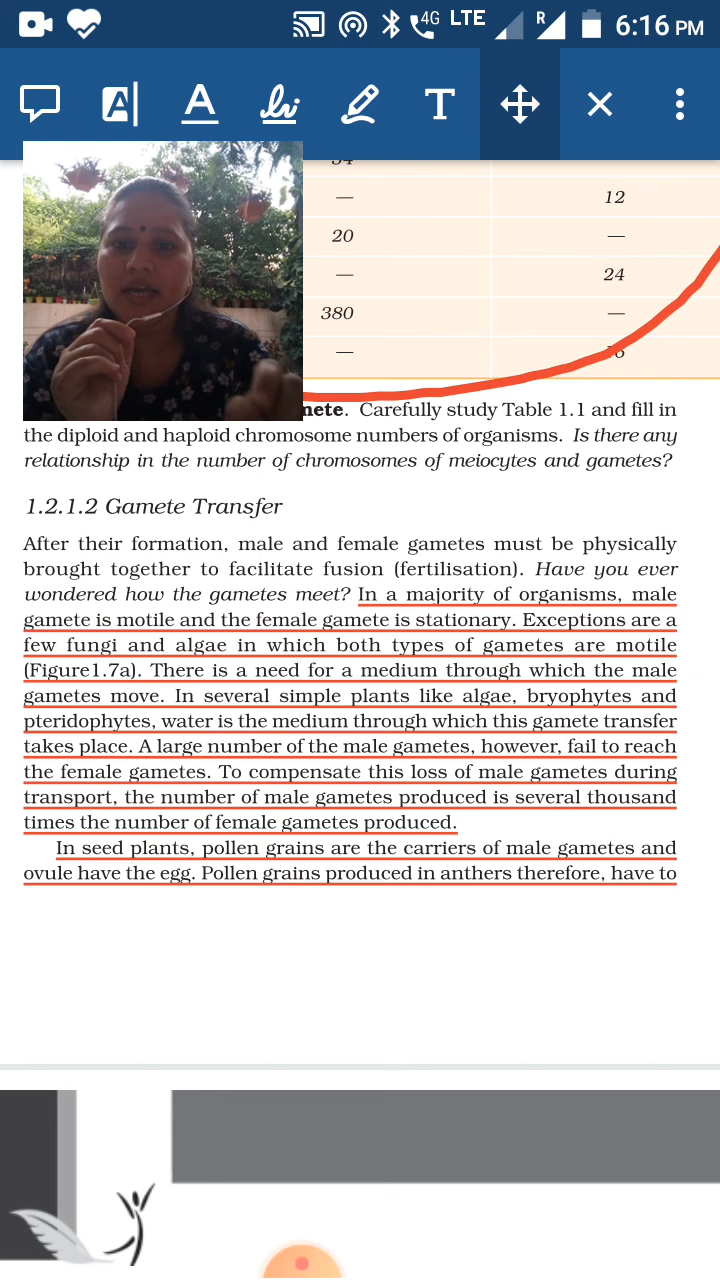 4G LTE R 6:16 PM
A A T
— 12
20 —
— 24
380 —
—
Carefully study Table 1.1 and fill in
the diploid and haploid chromosome numbers of organisms. Is there any
relationship in the number of chromosomes of meiocytes and gametes?
1.2.1.2 Gamete Transfer
After their formation, male and female gametes must be physically
brought together to facilitate fusion (fertilisation). Have you ever
wondered how the gametes meet? In a majority of organisms, male
gamete is motile and the female gamete is stationary. Exceptions are a
few fungi and algae in which both types of gametes are motile
(Figure1.7a). There is a need for a medium through which the male
gametes move. In several simple plants like algae, bryophytes and
pteridophytes, water is the medium through which this gamete transfer
takes place. A large number of the male gametes, however, fail to reach
the female gametes. To compensate this loss of male gametes during
transport, the number of male gametes produced is several thousand
times the number of female gametes produced.
In seed plants, pollen grains are the carriers of male gametes and
ovule have the egg. Pollen grains produced in anthers therefore, have to